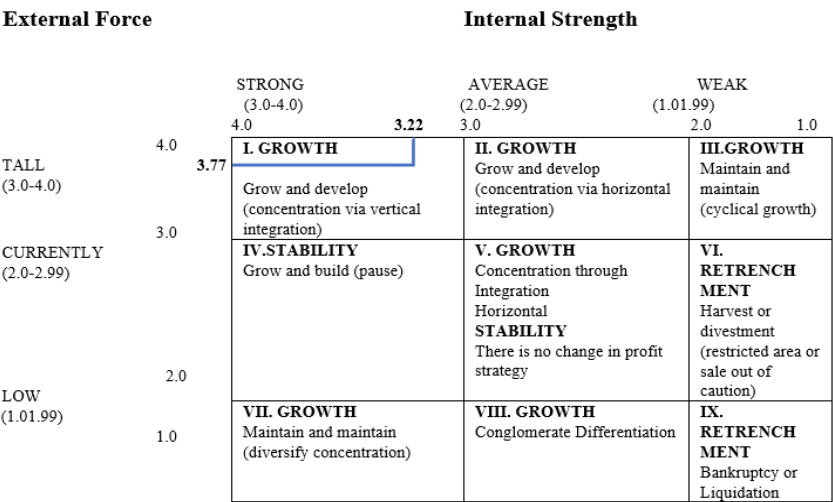 External Force Internal Strength
STRONG AVERAGE WEAK
(3.0-4.0) (2.0-2.99) (1.01.99)
4.0 3.22 3.0 2.0 1.0
4.0
TALL
(3.0-4.0)
3.77
3.0
I. GROWTH
Grow and develop
(concentration via vertical
integration)
II. GROWTH
Grow and develop
(concentration via horizontal
integration)
III.GROWTH
Maintain and
maintain
(cyclical growth)
CURRENTLY
(2.0-2.99)
2.0
IV.STABILITY
Grow and build (pause)
V. GROWTH
Concentration through
Integration
Horizontal
STABILITY
There is no change in profit
strategy
VI.
RETRENCH
MENT
Harvest or
divestment
(restricted area or
sale out of
caution)
LOW
(1.01.99)
1.0
VII. GROWTH
Maintain and maintain
(diversify concentration)
VIII. GROWTH
Conglomerate Differentiation
IX.
RETRENCH
MENT
Bankruptcy or
Liquidation